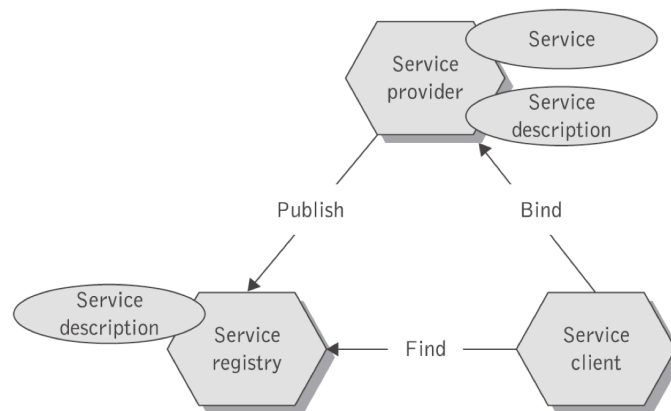 Service
Service
provider
Service
description
Publish
Bind
Service
description
Service
registry
Find
Service
client